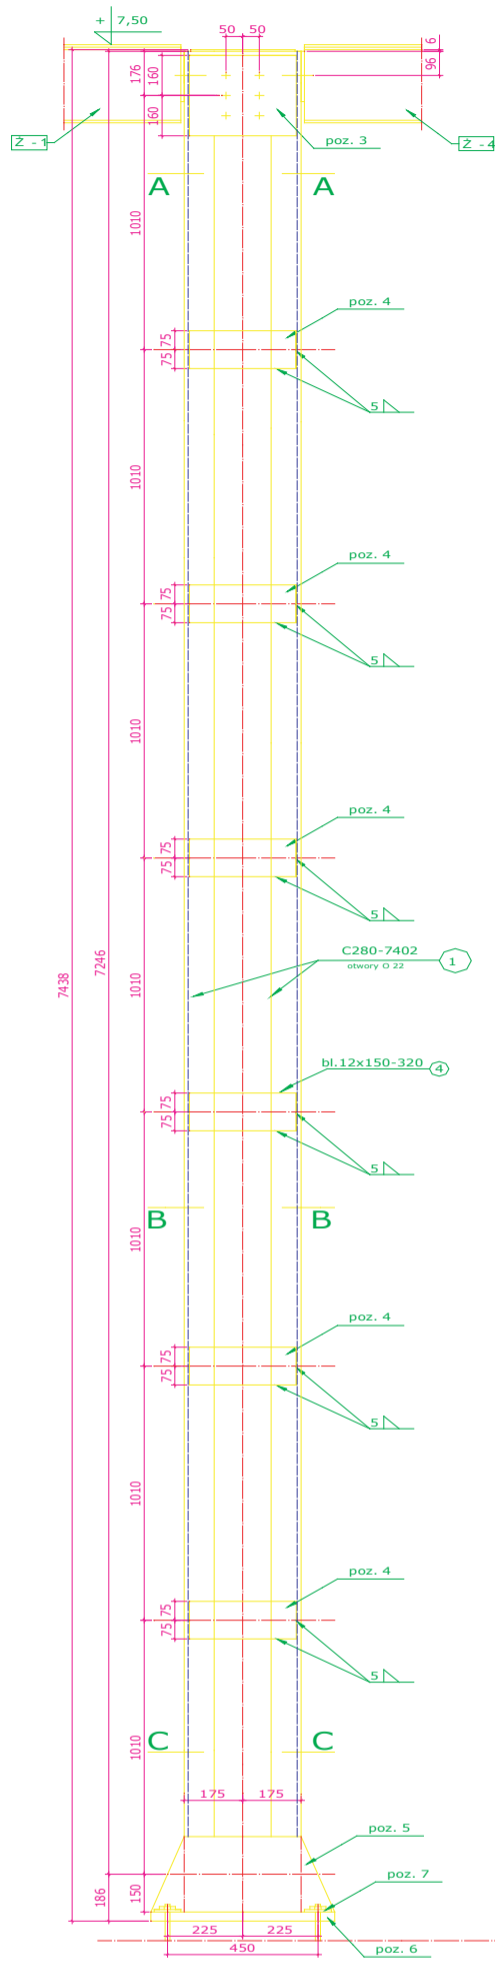 50 50
+ 7,50
6
96
176
160
160
Ż -1
poz. 3
Ż -4
A A
1010
poz. 4
75 75
5
1010
poz. 4
75 75
5
1010
poz. 4
75 75
5
C280-7402
otwory O 22
1
7438
7246
1010
bl.12x150-320
4
75 75
5
B B
1010
poz. 4
75 75
5
1010
poz. 4
75 75
5
C C
1010
175 175
poz. 5
poz. 7
186
150
225 225
450
poz. 6